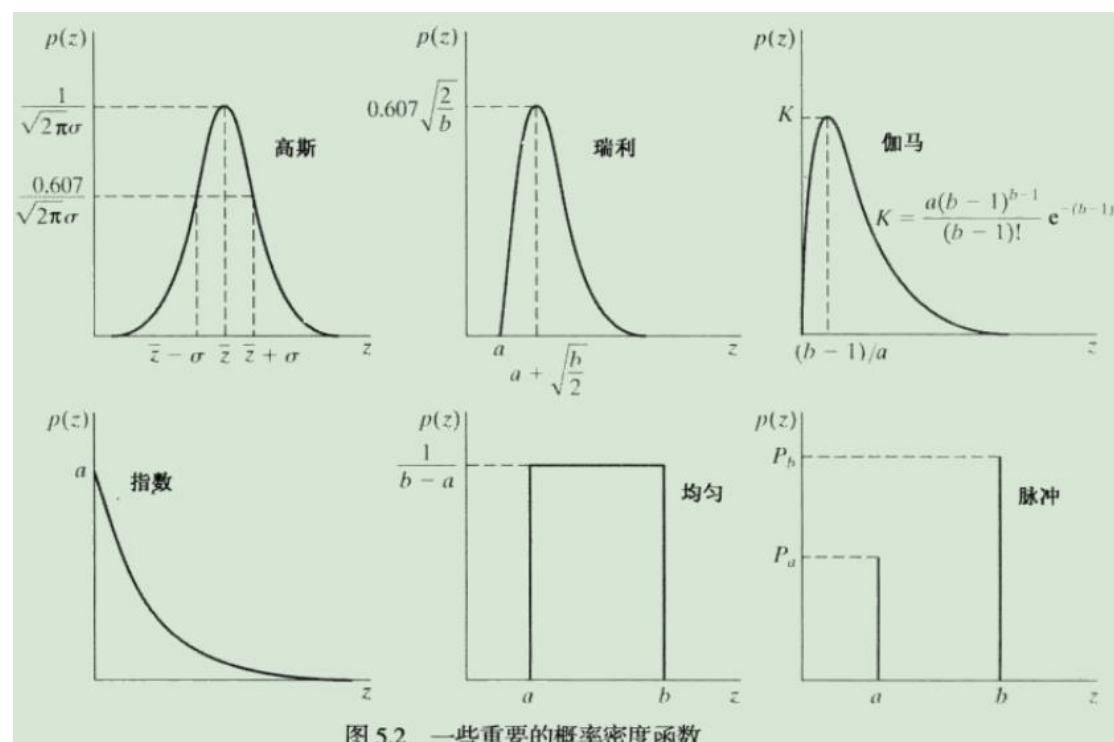 p(z)
1/√2πσ
0.607/√2πσ
高斯
z̄ − σ z̄ z̄ + σ z
p(z)
0.607√2/b
瑞利
a z
a + √b/2
p(z)
K
伽马
K = a(b − 1)^b−1/(b − 1)! e^−(b−1)
(b − 1)/a z
p(z)
a
指数
z
p(z)
1/b − a
均匀
a b z
p(z)
P_b
脉冲
P_a
a b z
图 5.2 一些重要的概率密度函数